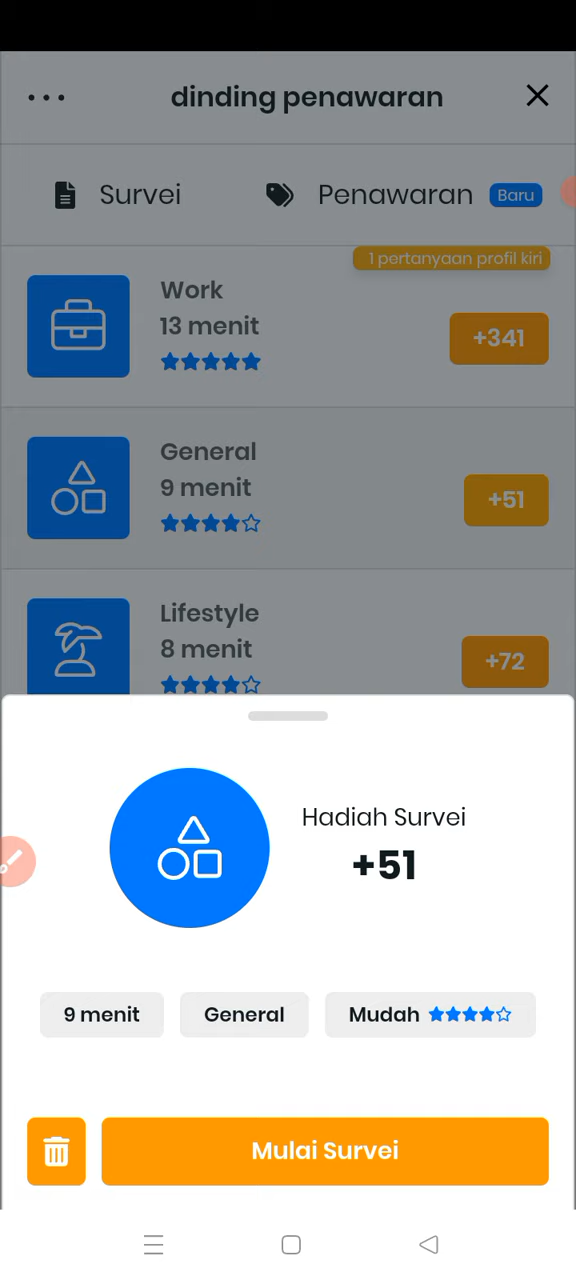 dinding penawaran
Survei
Penawaran Baru
1 pertanyaan profil kiri
Work
13 menit
+341
General
9 menit
+51
Lifestyle
8 menit
+72
Hadiah Survei
+51
9 menit
General
Mudah
Mulai Survei